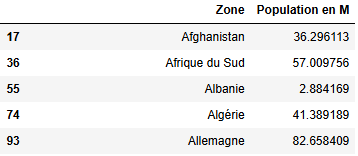 Zone Population en M
17 Afghanistan 36.296113
36 Afrique du Sud 57.009756
55 Albanie 2.884169
74 Algérie 41.389189
93 Allemagne 82.658409